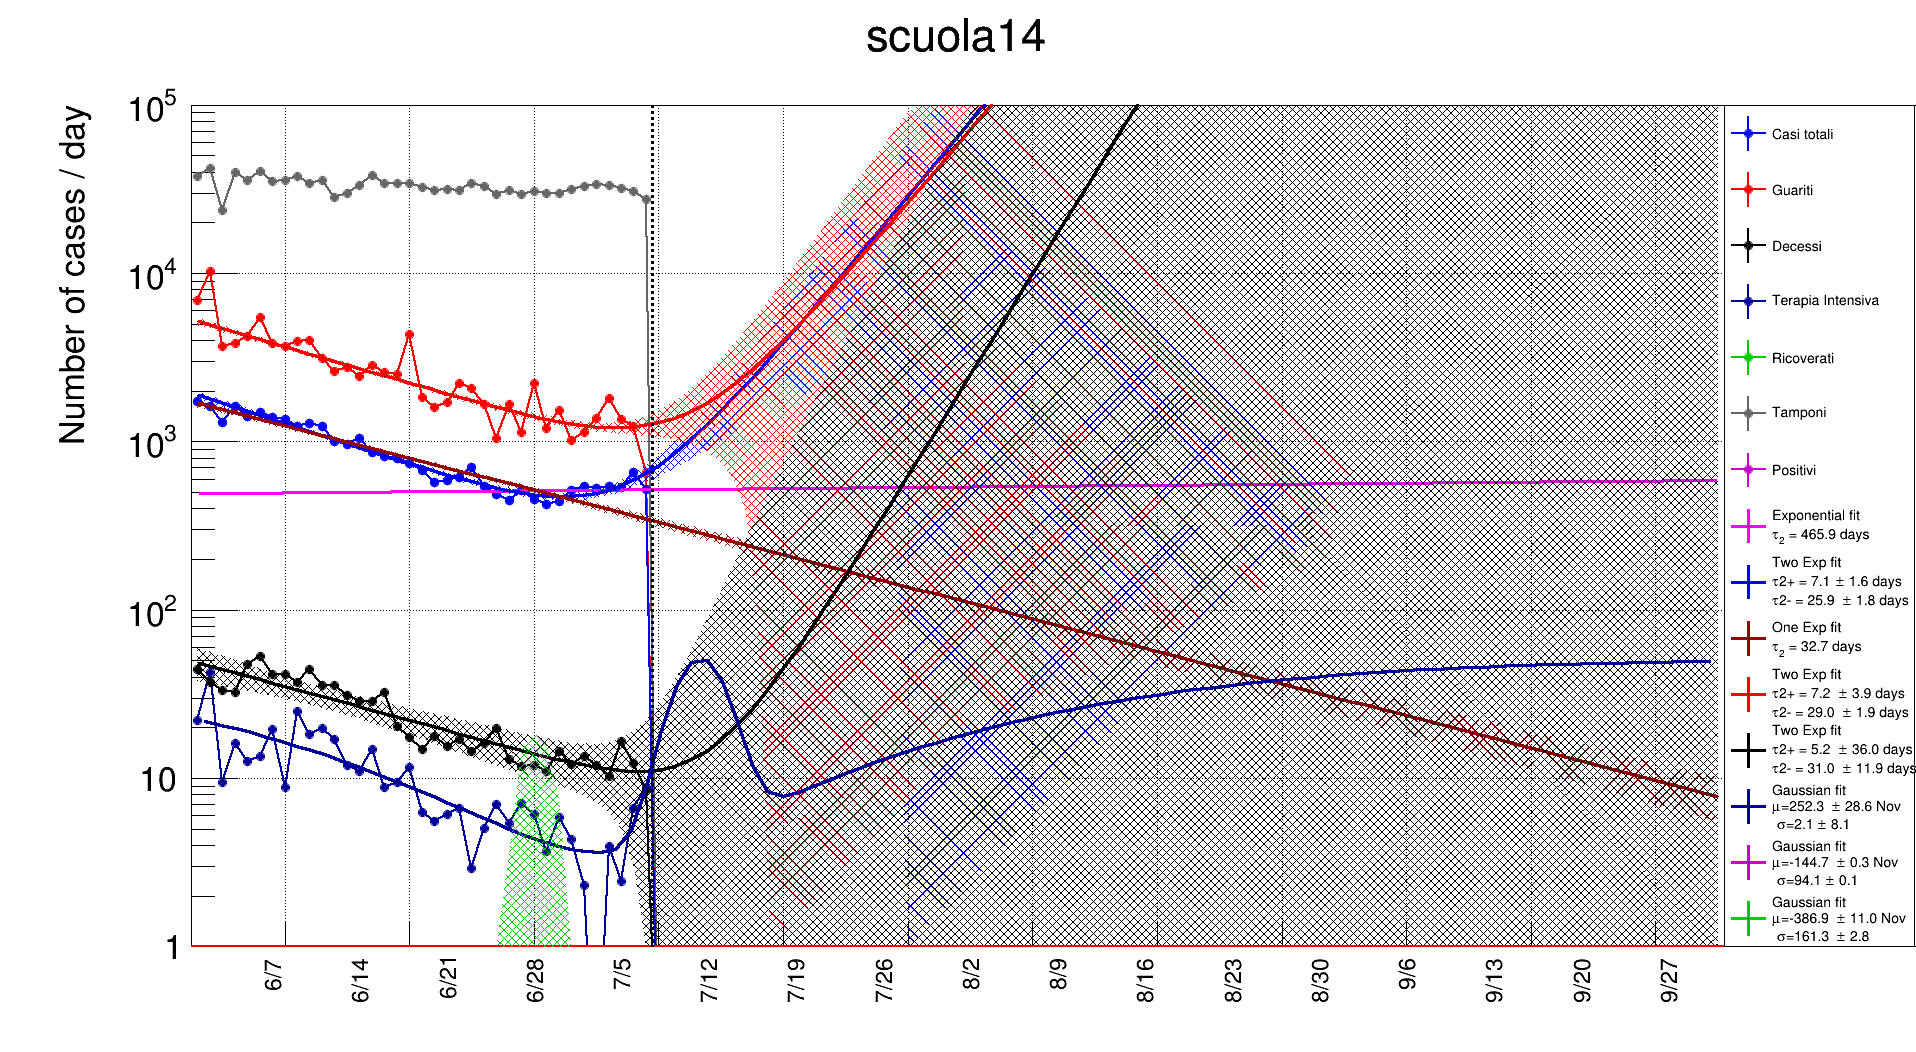 scuola14
Number of cases / day
10^5
10^4
10^3
10^2
10
1
6/7
6/14
6/21
6/28
7/5
7/12
7/19
7/26
8/2
8/9
8/16
8/23
8/30
9/6
9/13
9/20
9/27
Casi totali
Guariti
Decessi
Terapia Intensiva
Ricoverati
Tamponi
Positivi
Exponential fit
τ₂ = 465.9 days
Two Exp fit
τ2+ = 7.1 ± 1.6 days
τ2- = 25.9 ± 1.8 days
One Exp fit
τ₂ = 32.7 days
Two Exp fit
τ2+ = 7.2 ± 3.9 days
τ2- = 29.0 ± 1.9 days
Two Exp fit
τ2+ = 5.2 ± 36.0 days
τ2- = 31.0 ± 11.9 days
Gaussian fit
μ=252.3 ± 28.6 Nov
σ=2.1 ± 8.1
Gaussian fit
μ=-144.7 ± 0.3 Nov
σ=94.1 ± 0.1
Gaussian fit
μ=-386.9 ± 11.0 Nov
σ=161.3 ± 2.8